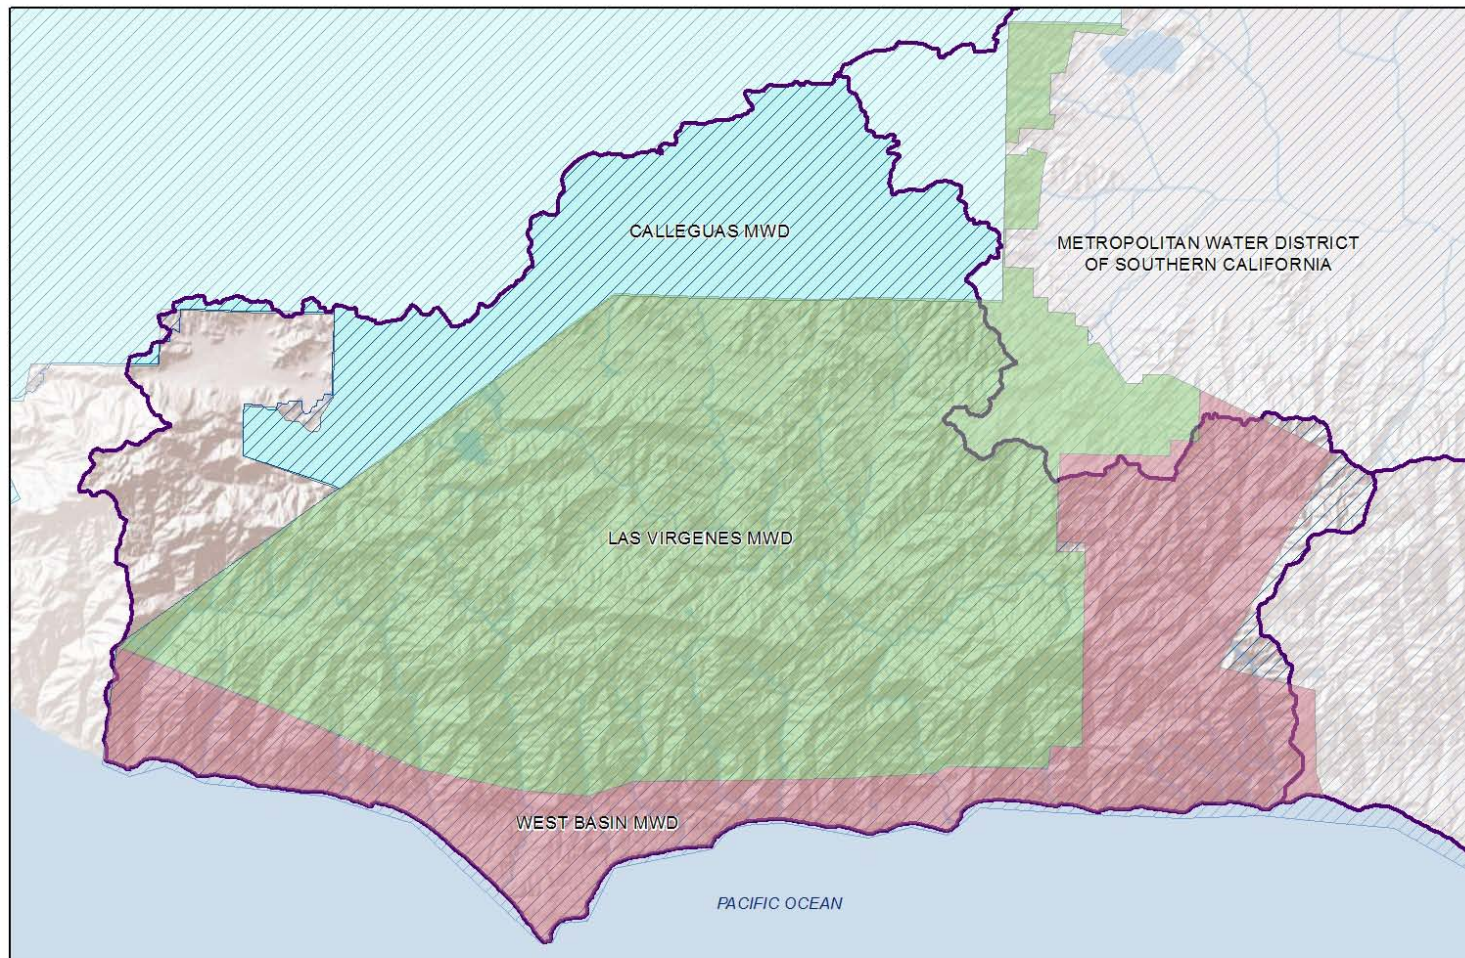 CALLEGUAS MWD
METROPOLITAN WATER DISTRICT
OF SOUTHERN CALIFORNIA
LAS VIRGENES MWD
WEST BASIN MWD
PACIFIC OCEAN